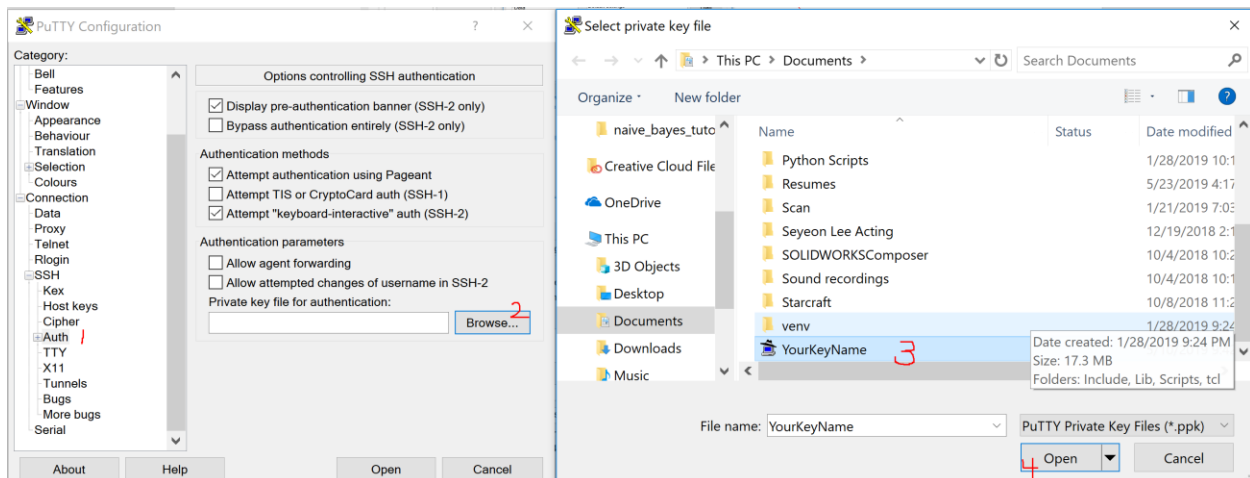 PuTTY Configuration
?
Category:
Bell
Features
Window
Appearance
Behaviour
Translation
Selection
Colours
Connection
Data
Proxy
Telnet
Rlogin
SSH
Kex
Host keys
Cipher
Auth 1
TTY
X11
Tunnels
Bugs
More bugs
Serial
Options controlling SSH authentication
Display pre-authentication banner (SSH-2 only)
Bypass authentication entirely (SSH-2 only)
Authentication methods
Attempt authentication using Pageant
Attempt TIS or CryptoCard auth (SSH-1)
Attempt "keyboard-interactive" auth (SSH-2)
Authentication parameters
Allow agent forwarding
Allow attempted changes of username in SSH-2
Private key file for authentication:
2
Browse...
About Help Open Cancel
Select private key file
This PC > Documents >
Search Documents
Organize New folder
?
naive_bayes_tuto
Creative Cloud File
OneDrive
This PC
3D Objects
Desktop
Documents
Downloads
Music
Name Status Date modified
Python Scripts 1/28/2019 10:1
Resumes 5/23/2019 4:17
Scan 1/21/2019 7:03
Seyeon Lee Acting 12/19/2018 2:1
SOLIDWORKSComposer 10/4/2018 10:2
Sound recordings 10/4/2018 10:1
Starcraft 10/8/2018 11:2
venv 1/28/2019 9:24
YourKeyName 3
Date created: 1/28/2019 9:24 PM
Size: 17.3 MB
Folders: Include, Lib, Scripts, tcl
File name: YourKeyName PuTTY Private Key Files (*.ppk)
4 Open Cancel